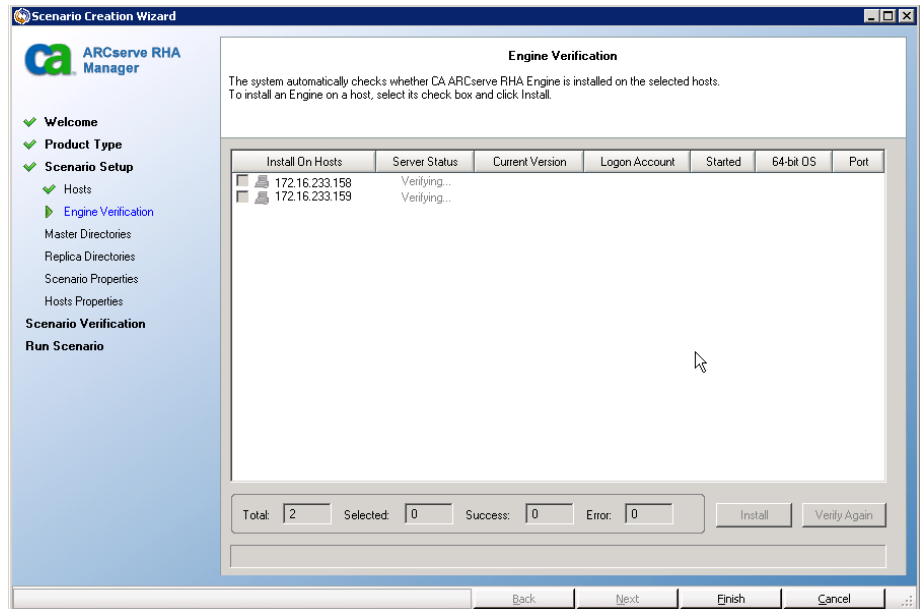 Scenario Creation Wizard
ca
ARCserve RHA
Manager
Welcome
Product Type
Scenario Setup
Hosts
Engine Verification
Master Directories
Replica Directories
Scenario Properties
Hosts Properties
Scenario Verification
Run Scenario
Engine Verification
The system automatically checks whether CA ARCserve RHA Engine is installed on the selected hosts.
To install an Engine on a host, select its check box and click Install.
Install On Hosts Server Status Current Version Logon Account Started 64-bit OS Port
172.16.233.158 Verifying...
172.16.233.159 Verifying...
Total: 2 Selected: 0 Success: 0 Error: 0 Install Verify Again
Back Next Finish Cancel